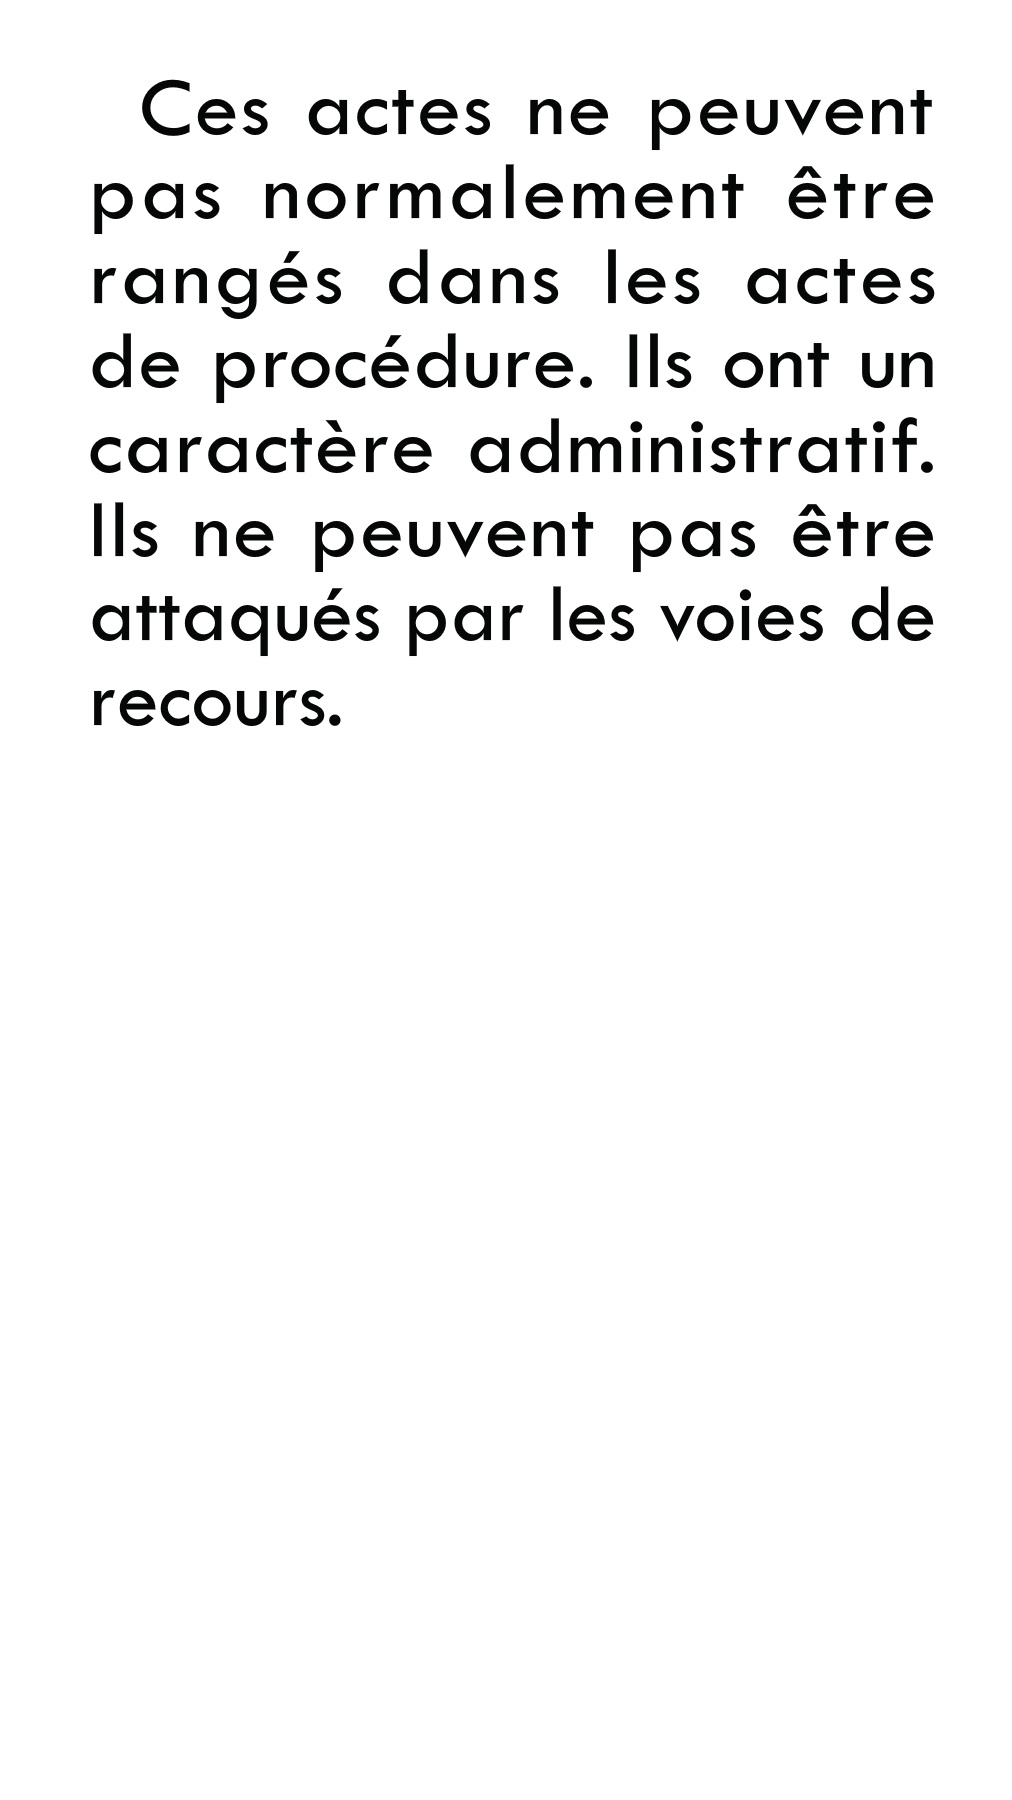 Ces actes ne peuvent
pas normalement être
rangés dans les actes
de procédure. Ils ont un
caractère administratif.
Ils ne peuvent pas être
attaqués par les voies de
recours.